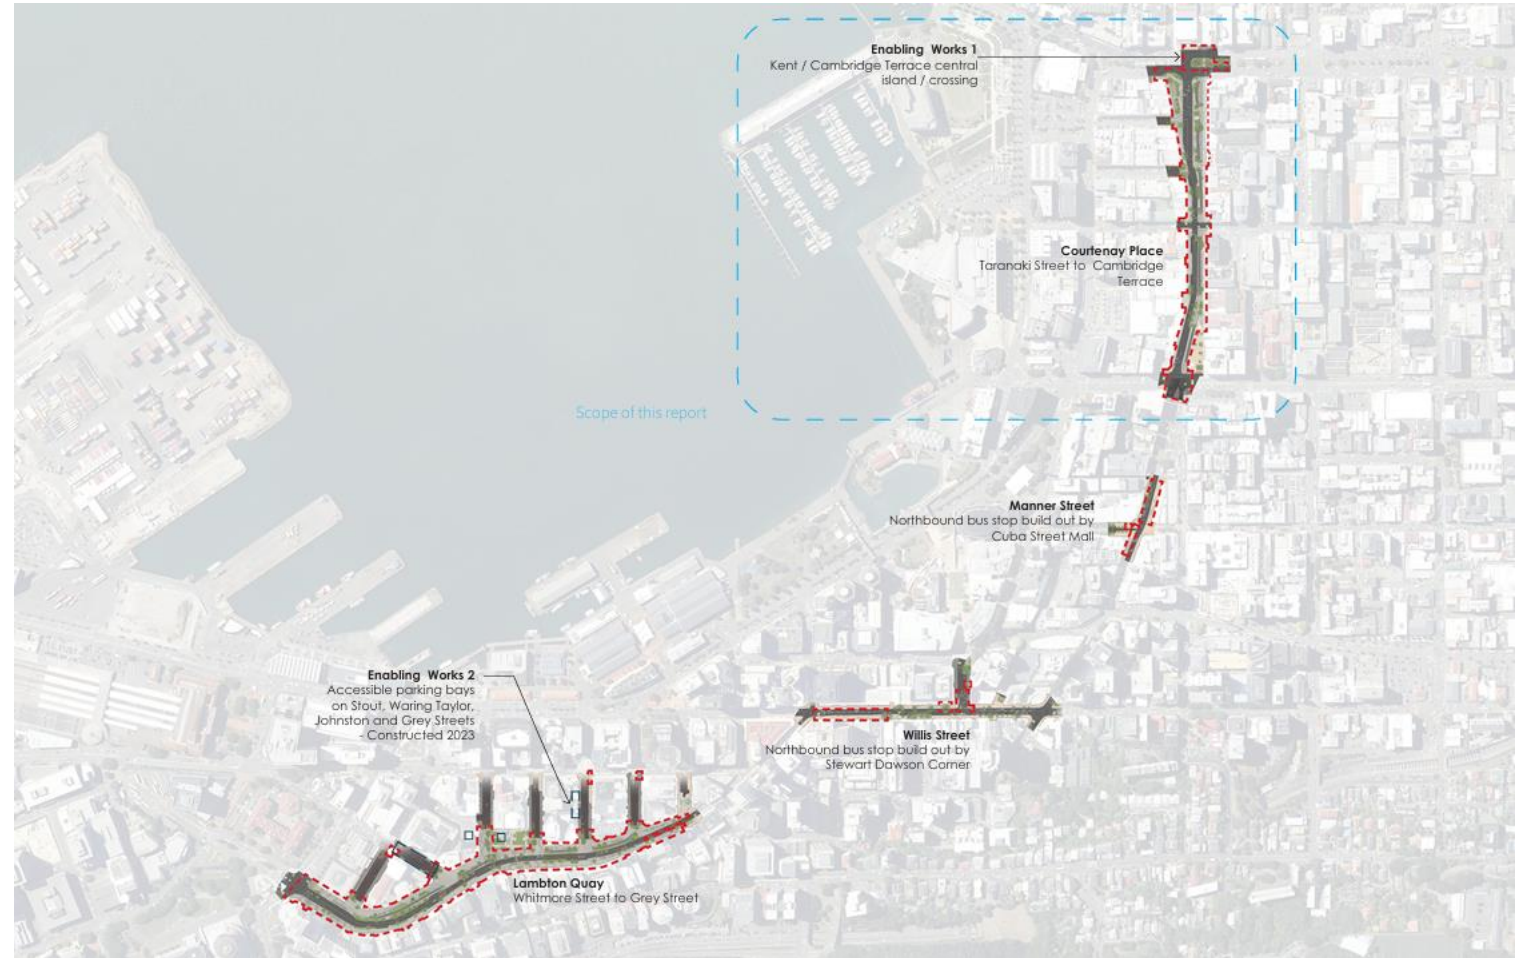 Enabling Works 1
Kent / Cambridge Terrace central
island / crossing
Courtenay Place
Taranaki Street to Cambridge
Terrace
Scope of this report
Manner Street
Northbound bus stop build out by
Cuba Street Mall
Enabling Works 2
Accessible parking bays
on Stout, Waring Taylor,
Johnston and Grey Streets
- Constructed 2023
Willis Street
Northbound bus stop build out by
Stewart Dawson Corner
Lambton Quay
Whitmore Street to Grey Street